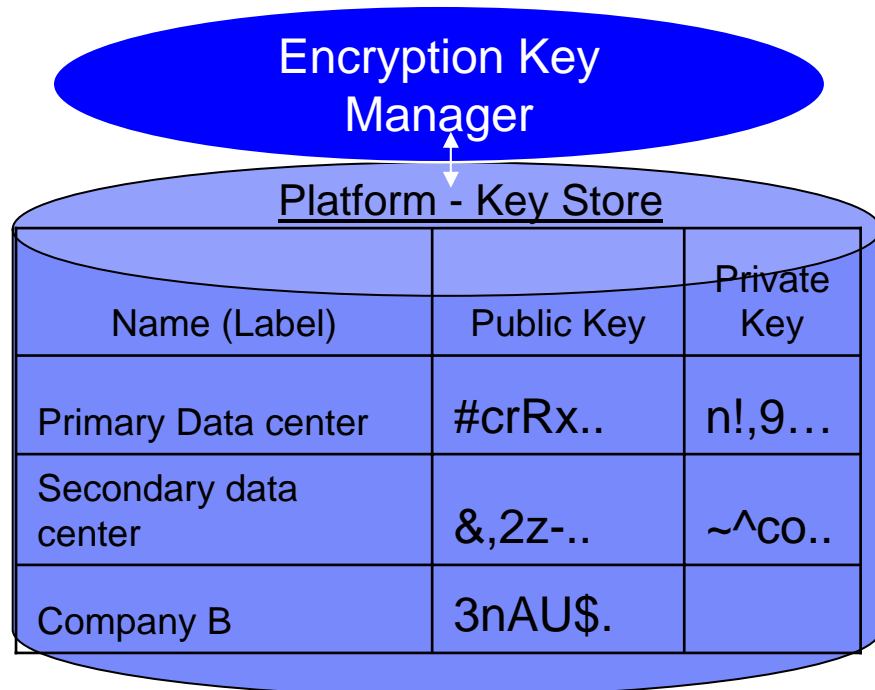 Encryption Key
Manager
Platform - Key Store
Name (Label) Public Key Private
Key
Primary Data center #crRx.. n!,9…
Secondary data
center &,2z-.. ~^co..
Company B 3nAU$.